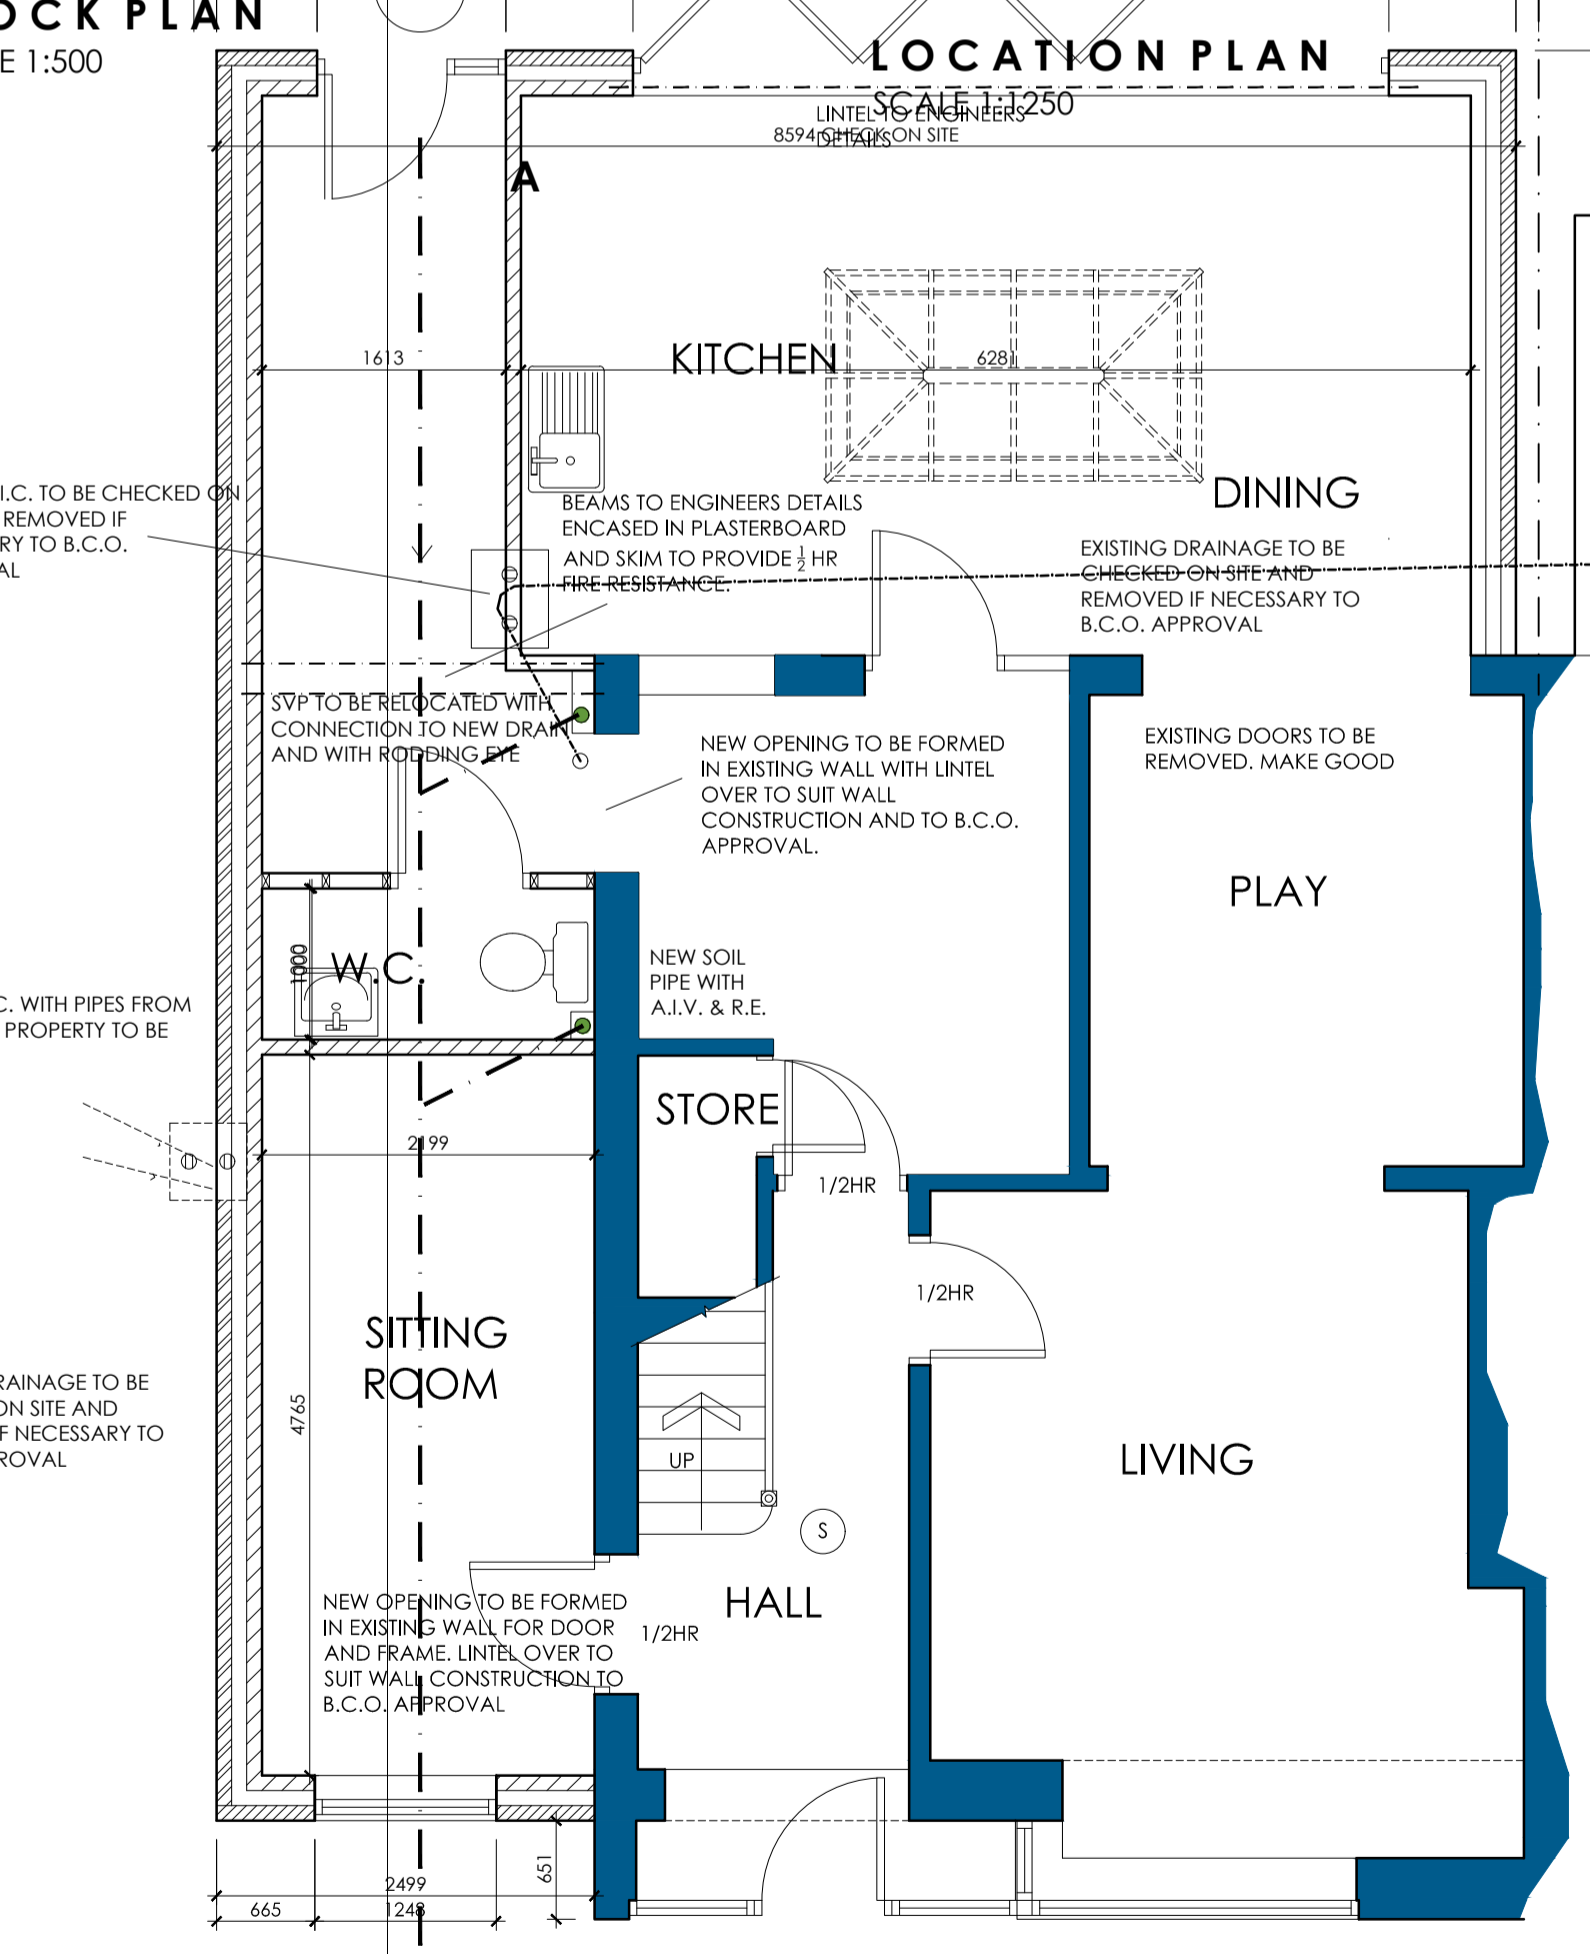 OCK PLAN
E 1:500
LOCATION PLAN
SCALE 1:1250
LINTEL TO ENGINEERS
DETAILS
8594 CHECK ON SITE
A
1613
KITCHEN
6281
DINING
I.C. TO BE CHECKED ON
REMOVED IF
RY TO B.C.O.
AL
BEAMS TO ENGINEERS DETAILS
ENCASED IN PLASTERBOARD
AND SKIM TO PROVIDE ½ HR
FIRE RESISTANCE.
EXISTING DRAINAGE TO BE
CHECKED ON SITE AND
REMOVED IF NECESSARY TO
B.C.O. APPROVAL
SVP TO BE RELOCATED WITH
CONNECTION TO NEW DRAIN
AND WITH RODDING EYE
NEW OPENING TO BE FORMED
IN EXISTING WALL WITH LINTEL
OVER TO SUIT WALL
CONSTRUCTION AND TO B.C.O.
APPROVAL.
EXISTING DOORS TO BE
REMOVED. MAKE GOOD
PLAY
1000
W.C.
NEW SOIL
PIPE WITH
A.I.V. & R.E.
C. WITH PIPES FROM
PROPERTY TO BE
STORE
2199
1/2HR
1/2HR
SITTING
ROOM
4765
RAINAGE TO BE
ON SITE AND
F NECESSARY TO
ROVAL
UP
LIVING
S
HALL
NEW OPENING TO BE FORMED
IN EXISTING WALL FOR DOOR
AND FRAME. LINTEL OVER TO
SUIT WALL CONSTRUCTION TO
B.C.O. APPROVAL
1/2HR
651
2499
665
1248